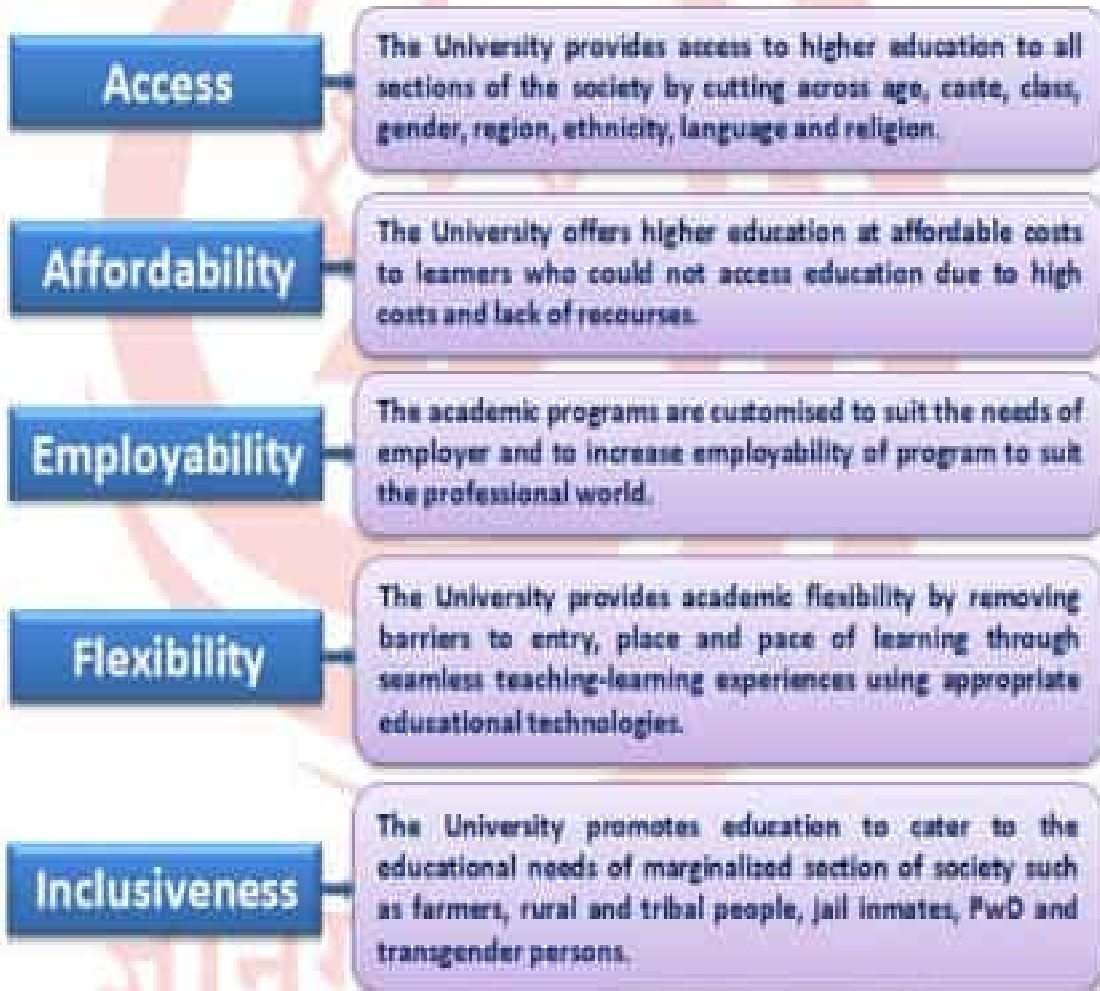 Access
The University provides access to higher education to all
sections of the society by cutting across age, caste, class,
gender, region, ethnicity, language and religion.
Affordability
The University offers higher education at affordable costs
to learners who could not access education due to high
costs and lack of recourses.
Employability
The academic programs are customised to suit the needs of
employer and to increase employability of program to suit
the professional world.
Flexibility
The University provides academic flexibility by removing
barriers to entry, place and pace of learning through
seamless teaching-learning experiences using appropriate
educational technologies.
Inclusiveness
The University promotes education to cater to the
educational needs of marginalized section of society such
as farmers, rural and tribal people, jail inmates, PwD and
transgender persons.